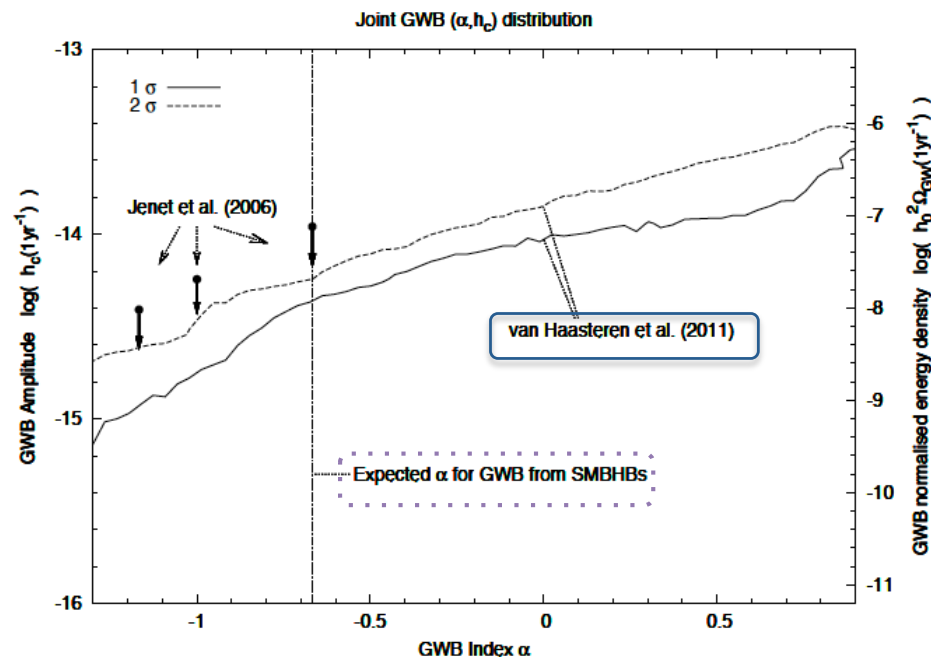 Joint GWB (α,h_c) distribution
-13
-14
-15
-16
GWB Amplitude log( h_c(1yr⁻¹) )
1 σ
2 σ
Jenet et al. (2006)
van Haasteren et al. (2011)
Expected α for GWB from SMBHBs
-6
-7
-8
-9
-10
-11
GWB normalised energy density log( h_0²Ω_GW(1yr⁻¹) )
-1
-0.5
0
0.5
GWB Index α